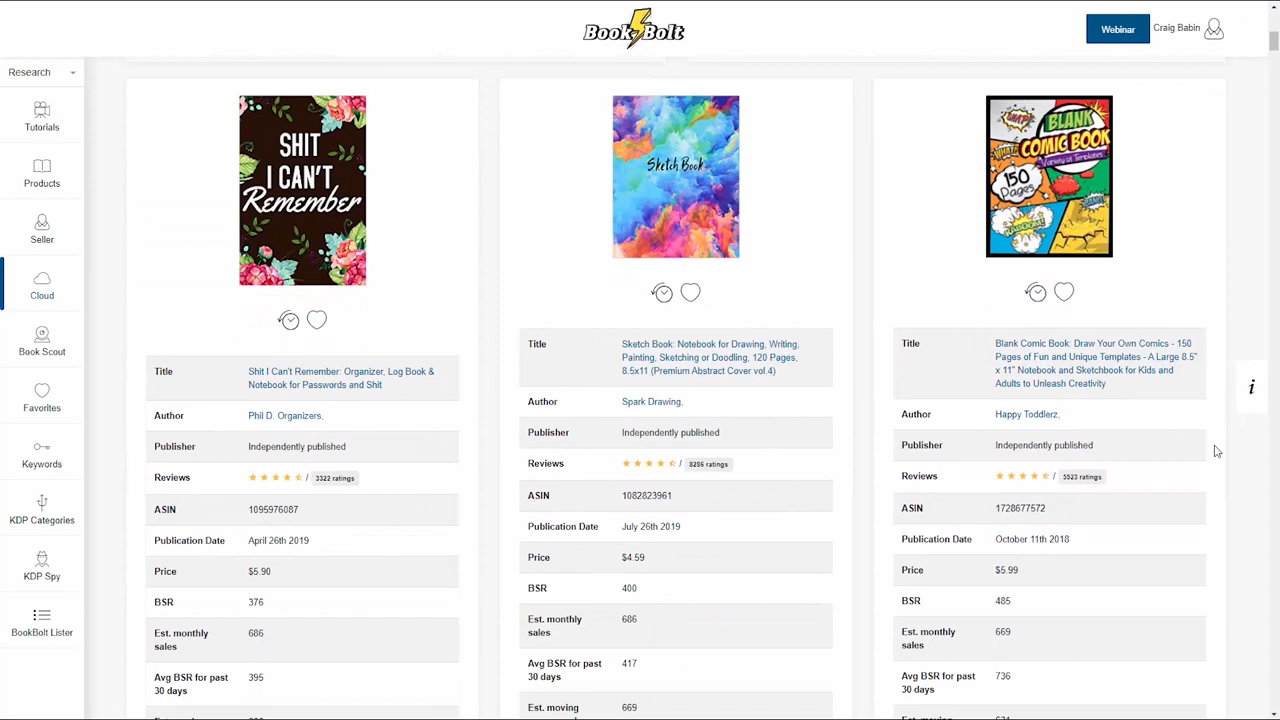 Book Bolt
Webinar
Craig Babin
Research
Tutorials
Products
Seller
Cloud
Book Scout
Favorites
Keywords
KDP Categories
KDP Spy
BookBolt Lister
SHIT
I CAN'T
Remember
Title
Shit I Can't Remember: Organizer, Log Book &
Notebook for Passwords and Shit
Author
Phil D. Organizers,
Publisher
Independently published
Reviews
/ 3322 ratings
ASIN
1095976087
Publication Date
April 26th 2019
Price
$5.90
BSR
376
Est. monthly
sales
686
Avg BSR for past
30 days
395
Sketch Book
Title
Sketch Book: Notebook for Drawing, Writing,
Painting, Sketching or Doodling, 120 Pages,
8.5x11 (Premium Abstract Cover vol.4)
Author
Spark Drawing,
Publisher
Independently published
Reviews
/ 8286 ratings
ASIN
1082823961
Publication Date
July 26th 2019
Price
$4.59
BSR
400
Est. monthly
sales
686
Avg BSR for past
30 days
417
Est. moving
669
BLANK
COMIC BOOK
Variety of Templates
150
Pages
Title
Blank Comic Book: Draw Your Own Comics - 150
Pages of Fun and Unique Templates - A Large 8.5"
x 11" Notebook and Sketchbook for Kids and
Adults to Unleash Creativity
Author
Happy Toddlerz,
Publisher
Independently published
Reviews
/ 5523 ratings
ASIN
1728677572
Publication Date
October 11th 2018
Price
$5.99
BSR
485
Est. monthly
sales
669
Avg BSR for past
30 days
736
i